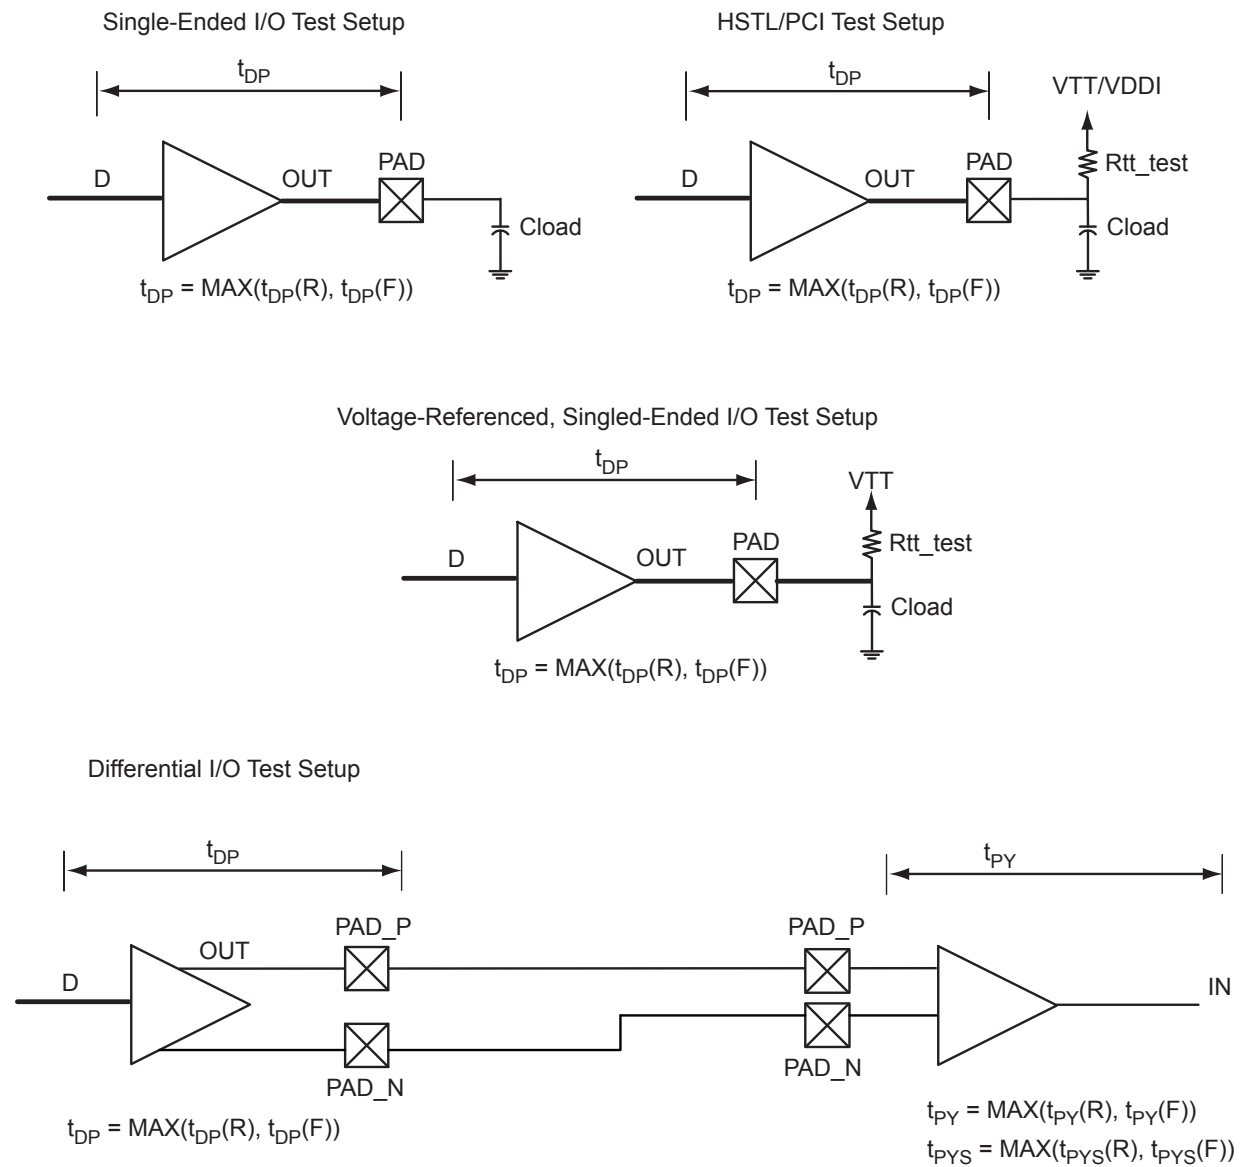 Single-Ended I/O Test Setup
tDP
D
OUT
PAD
Cload
tDP = MAX(tDP(R), tDP(F))
HSTL/PCI Test Setup
tDP
VTT/VDDI
D
OUT
PAD
Rtt_test
Cload
tDP = MAX(tDP(R), tDP(F))
Voltage-Referenced, Singled-Ended I/O Test Setup
tDP
VTT
D
OUT
PAD
Rtt_test
Cload
tDP = MAX(tDP(R), tDP(F))
Differential I/O Test Setup
tDP
tPY
D
OUT
PAD_P
PAD_N
PAD_P
PAD_N
IN
tDP = MAX(tDP(R), tDP(F))
tPY = MAX(tPY(R), tPY(F))
tPYS = MAX(tPYS(R), tPYS(F))